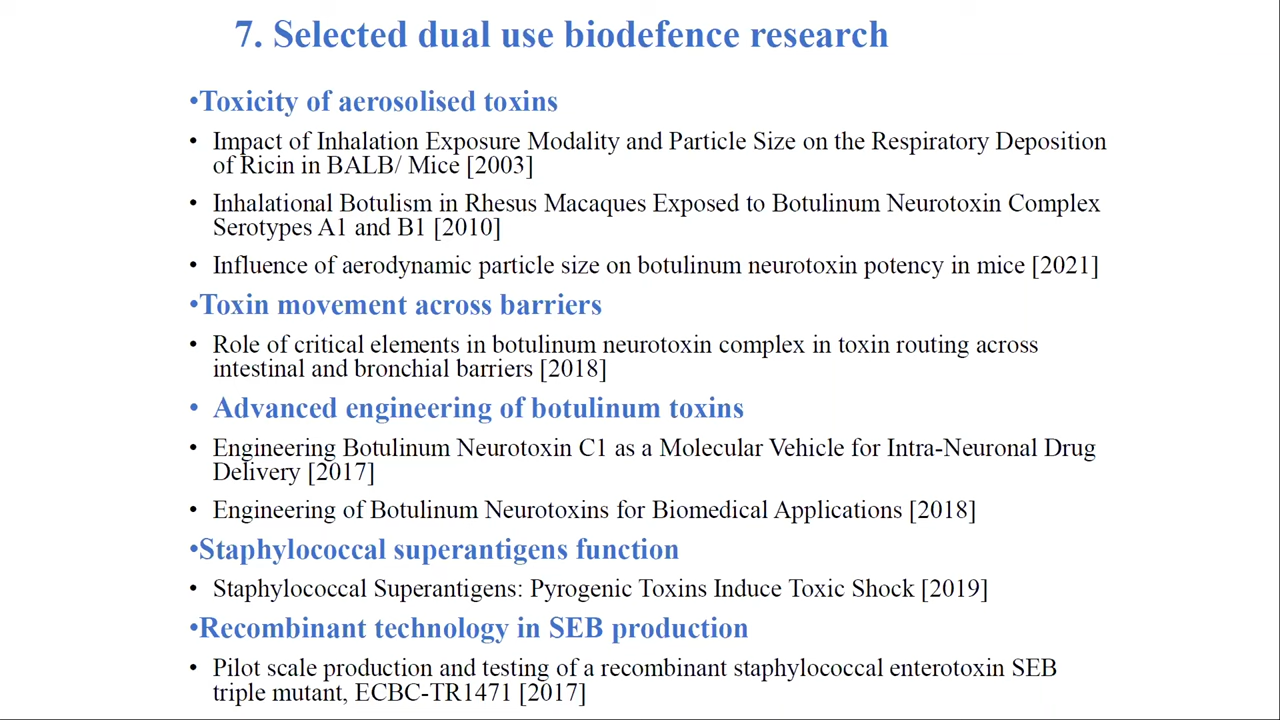 7. Selected dual use biodefence research
•Toxicity of aerosolised toxins
• Impact of Inhalation Exposure Modality and Particle Size on the Respiratory Deposition
of Ricin in BALB/ Mice [2003]
• Inhalational Botulism in Rhesus Macaques Exposed to Botulinum Neurotoxin Complex
Serotypes A1 and B1 [2010]
• Influence of aerodynamic particle size on botulinum neurotoxin potency in mice [2021]
•Toxin movement across barriers
• Role of critical elements in botulinum neurotoxin complex in toxin routing across
intestinal and bronchial barriers [2018]
• Advanced engineering of botulinum toxins
• Engineering Botulinum Neurotoxin C1 as a Molecular Vehicle for Intra-Neuronal Drug
Delivery [2017]
• Engineering of Botulinum Neurotoxins for Biomedical Applications [2018]
•Staphylococcal superantigens function
• Staphylococcal Superantigens: Pyrogenic Toxins Induce Toxic Shock [2019]
•Recombinant technology in SEB production
• Pilot scale production and testing of a recombinant staphylococcal enterotoxin SEB
triple mutant, ECBC-TR1471 [2017]